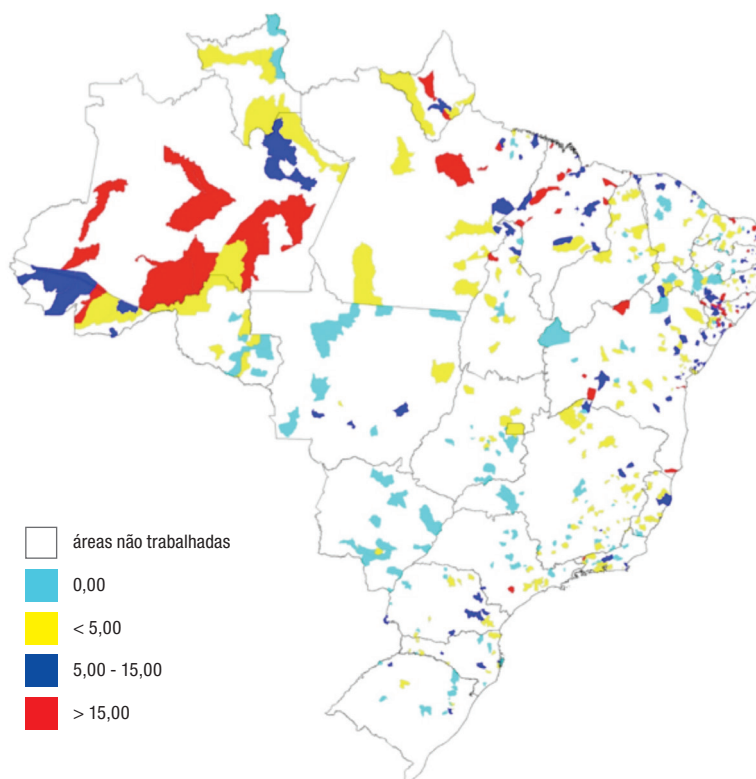 áreas não trabalhadas
0,00
< 5,00
5,00 - 15,00
> 15,00